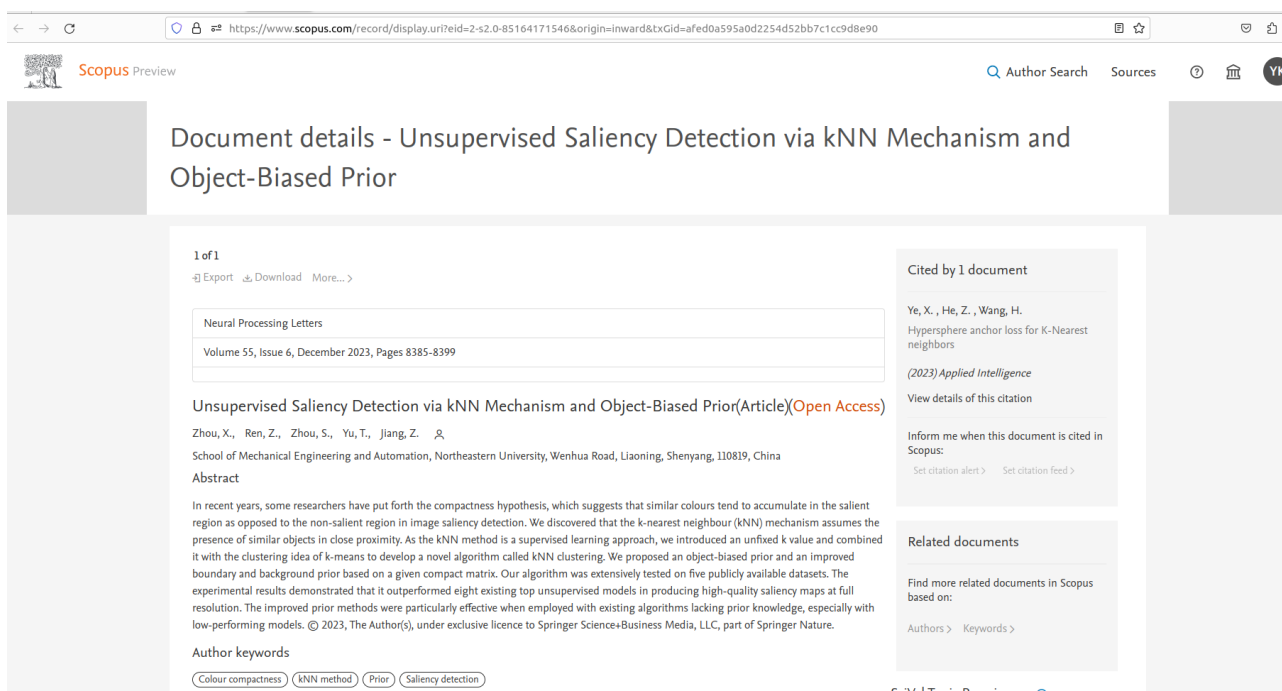 https://www.scopus.com/record/display.uri?eid=2-s2.0-85164171546&origin=inward&txGid=afed0a595a0d2254d52bb7c1cc9d8e90
Scopus Preview
Author Search Sources
YK
Document details - Unsupervised Saliency Detection via kNN Mechanism and
Object-Biased Prior
1 of 1
Export Download More... >
Neural Processing Letters
Volume 55, Issue 6, December 2023, Pages 8385-8399
Unsupervised Saliency Detection via kNN Mechanism and Object-Biased Prior(Article)(Open Access)
Zhou, X., Ren, Z., Zhou, S., Yu, T., Jiang, Z.
School of Mechanical Engineering and Automation, Northeastern University, Wenhua Road, Liaoning, Shenyang, 110819, China
Abstract
In recent years, some researchers have put forth the compactness hypothesis, which suggests that similar colours tend to accumulate in the salient
region as opposed to the non-salient region in image saliency detection. We discovered that the k-nearest neighbour (kNN) mechanism assumes the
presence of similar objects in close proximity. As the kNN method is a supervised learning approach, we introduced an unfixed k value and combined
it with the clustering idea of k-means to develop a novel algorithm called kNN clustering. We proposed an object-biased prior and an improved
boundary and background prior based on a given compact matrix. Our algorithm was extensively tested on five publicly available datasets. The
experimental results demonstrated that it outperformed eight existing top unsupervised models in producing high-quality saliency maps at full
resolution. The improved prior methods were particularly effective when employed with existing algorithms lacking prior knowledge, especially with
low-performing models. © 2023, The Author(s), under exclusive licence to Springer Science+Business Media, LLC, part of Springer Nature.
Author keywords
Colour compactness kNN method Prior Saliency detection
Cited by 1 document
Ye, X. , He, Z. , Wang, H.
Hypersphere anchor loss for K-Nearest
neighbors
(2023) Applied Intelligence
View details of this citation
Inform me when this document is cited in
Scopus:
Set citation alert > Set citation feed >
Related documents
Find more related documents in Scopus
based on:
Authors > Keywords >